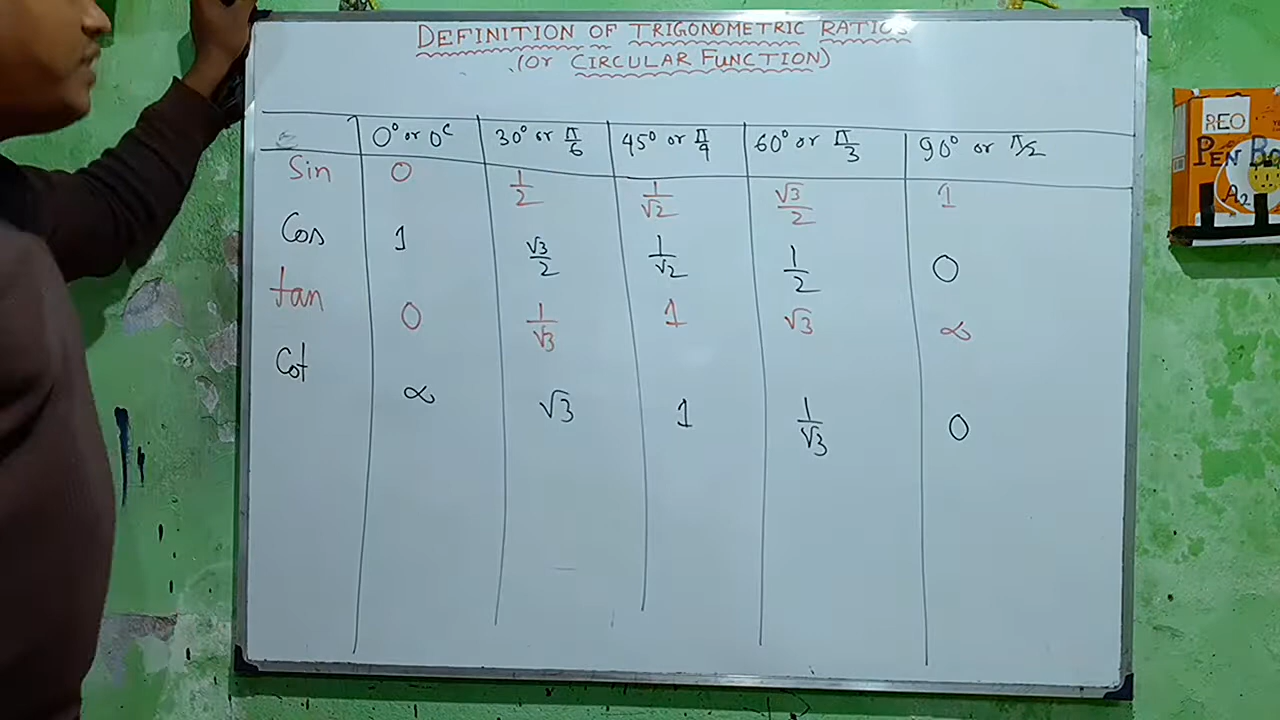 DEFINITION OF TRIGONOMETRIC RATIOS
(Or CIRCULAR FUNCTION)
0° or 0ᶜ 30° or π/6 45° or π/4 60° or π/3 90° or π/2
Sin 0 1/2 1/√2 √3/2 1
Cos 1 √3/2 1/√2 1/2 0
tan 0 1/√3 1 √3 ∞
Cot ∞ √3 1 1/√3 0
REO
PEN
A2